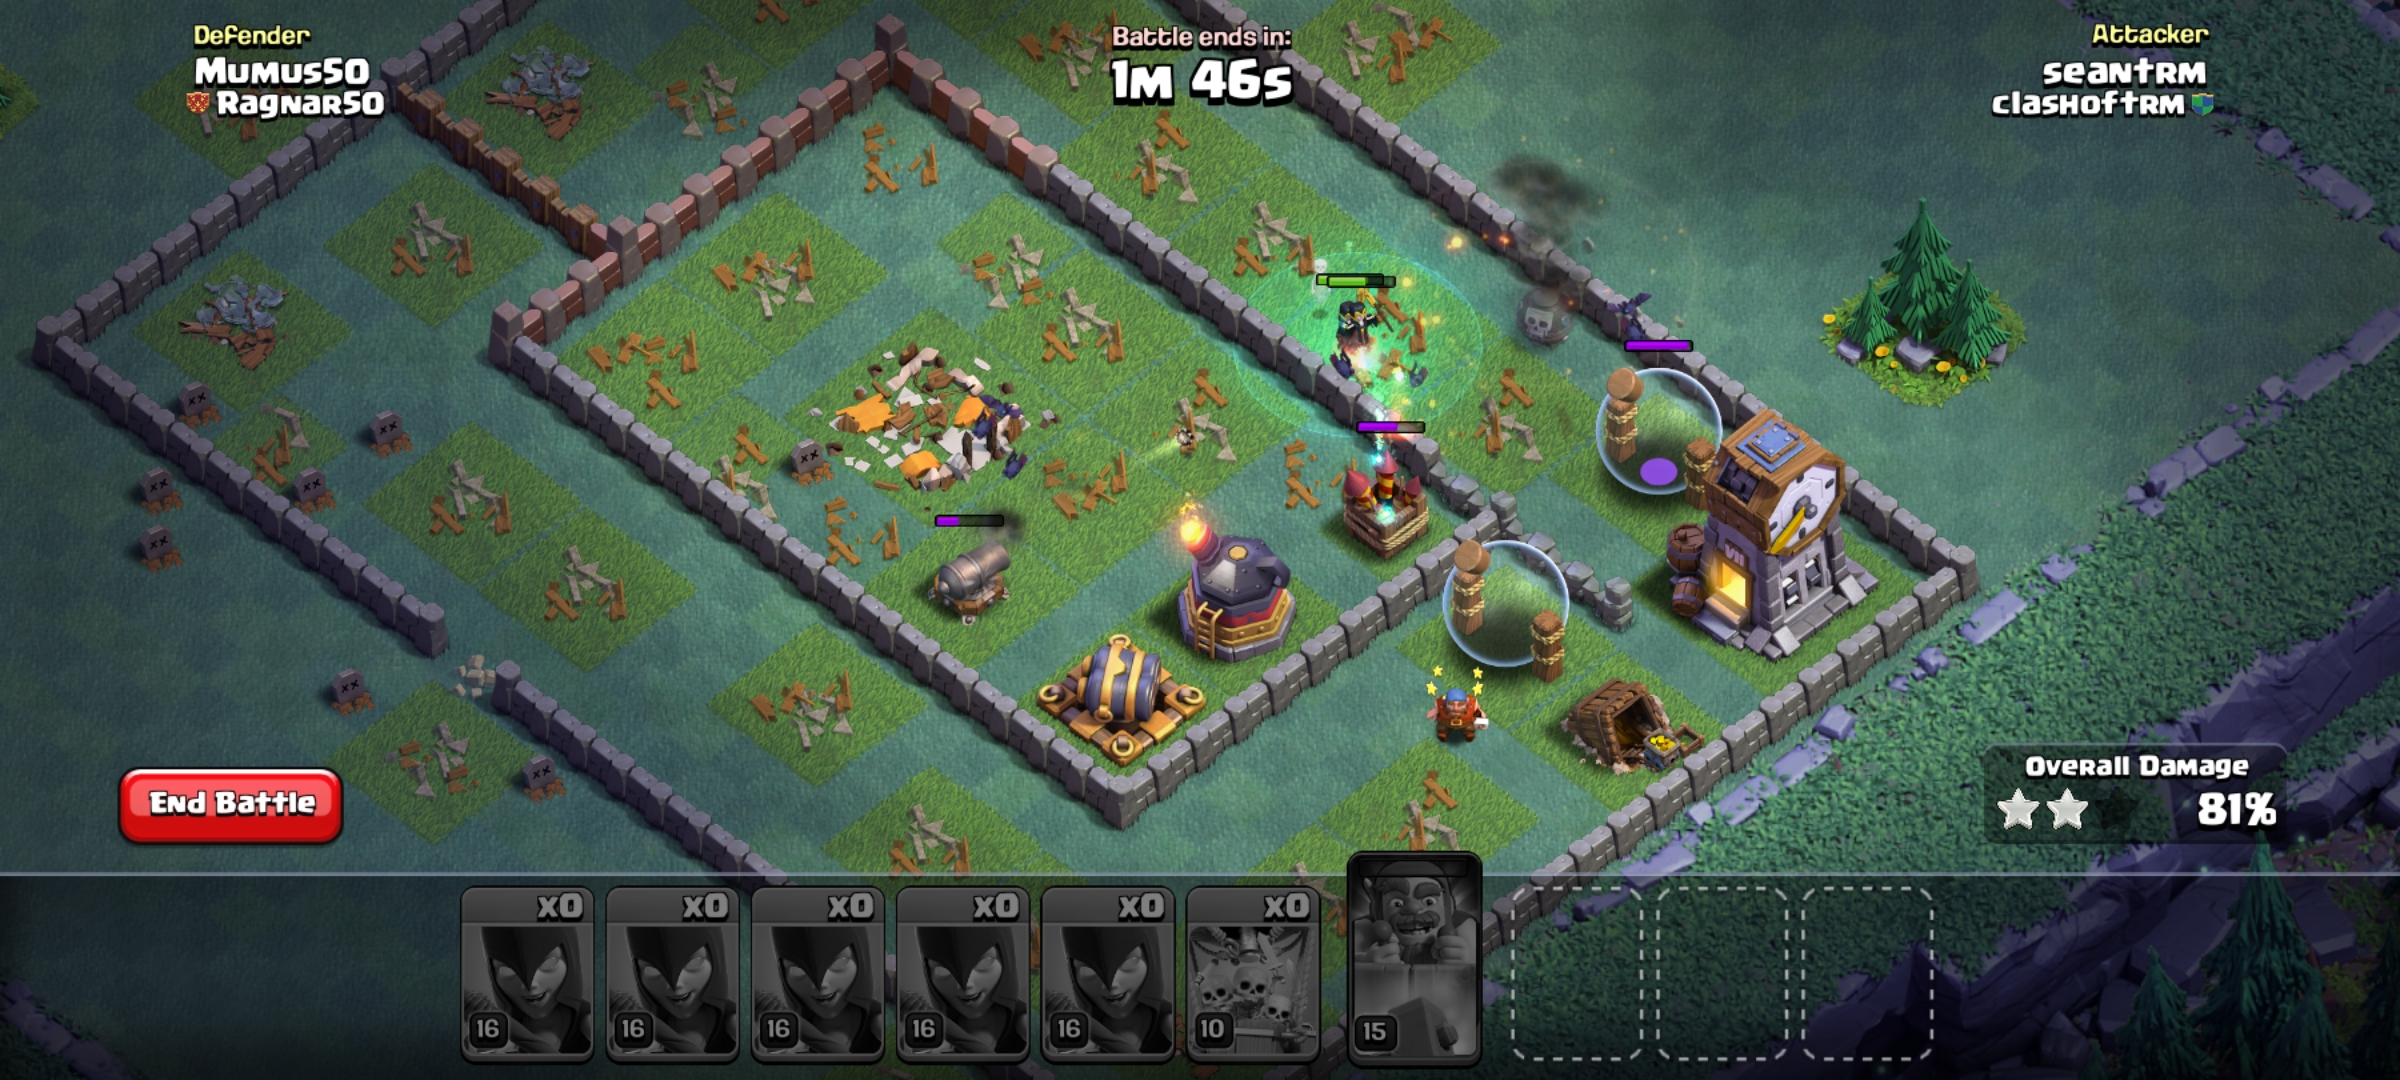 Defender
Mumus50
Ragnar50
Battle ends in:
1M 46s
Attacker
seantRM
clashoftRM
VII
End Battle
Overall Damage
81%
x0
x0
x0
x0
x0
x0
16
16
16
16
16
10
15